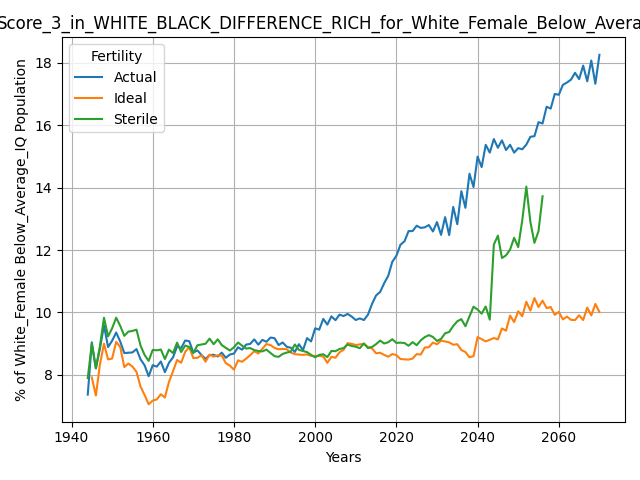 Score_3_in_WHITE_BLACK_DIFFERENCE_RICH_for_White_Female_Below_Avera
Fertility
Actual
Ideal
Sterile
% of White_Female Below_Average_IQ Population
18
16
14
12
10
8
1940 1960 1980 2000 2020 2040 2060
Years